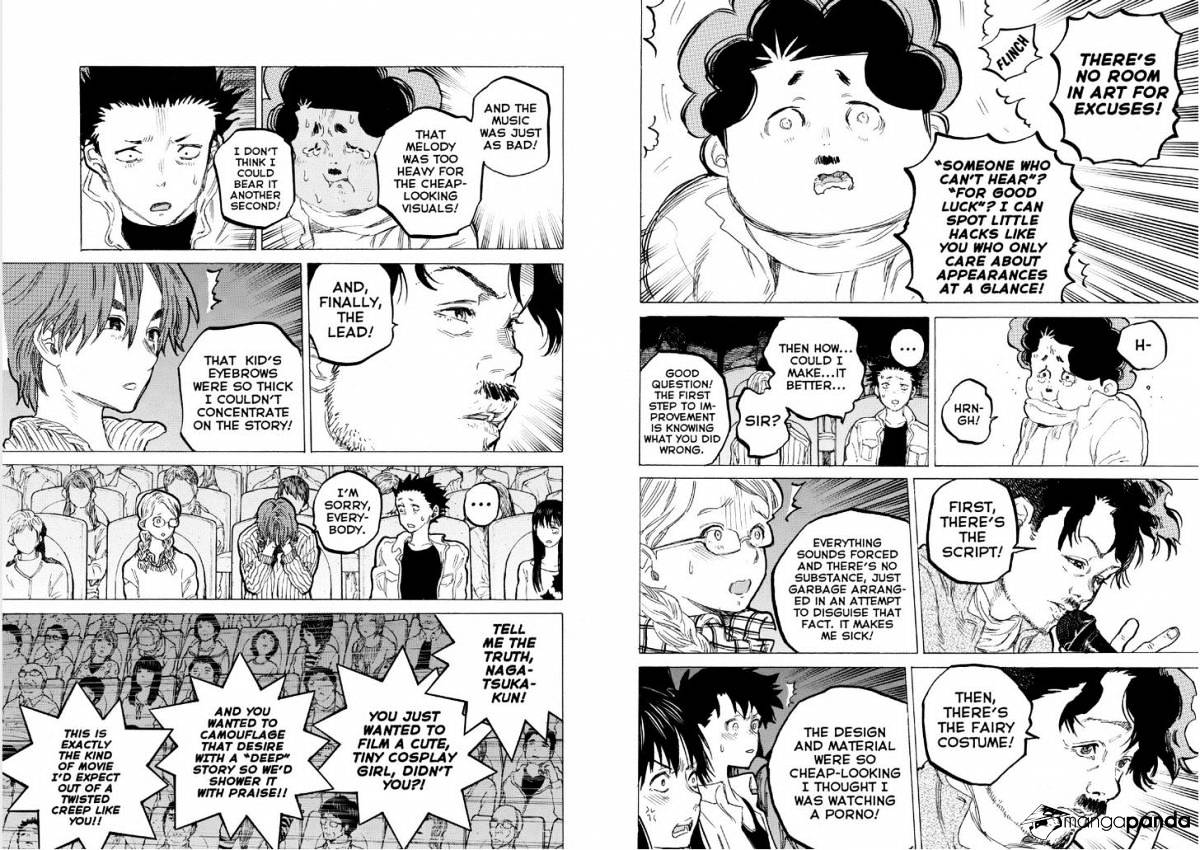 THERE'S
NO ROOM
IN ART FOR
EXCUSES!
FLINCH
"SOMEONE WHO
CAN'T HEAR"?
"FOR GOOD
LUCK"? I CAN
SPOT LITTLE
HACKS LIKE
YOU WHO ONLY
CARE ABOUT
APPEARANCES
AT A GLANCE!
H-
HRN-
GH!
...
THEN HOW...
COULD I
MAKE...IT
BETTER...
SIR?
GOOD
QUESTION!
THE FIRST
STEP TO IM-
PROVEMENT
IS KNOWING
WHAT YOU DID
WRONG.
FIRST,
THERE'S
THE
SCRIPT!
EVERYTHING
SOUNDS FORCED
AND THERE'S NO
SUBSTANCE, JUST
GARBAGE ARRANG-
ED IN AN ATTEMPT
TO DISGUISE THAT
FACT. IT MAKES
ME SICK!
THEN,
THERE'S
THE FAIRY
COSTUME!
THE DESIGN
AND MATERIAL
WERE SO
CHEAP-LOOKING
I THOUGHT I
WAS WATCHING
A PORNO!
AND THE
MUSIC
WAS JUST
AS BAD!
THAT
MELODY
WAS TOO
HEAVY FOR
THE CHEAP-
LOOKING
VISUALS!
I DON'T
THINK I
COULD
BEAR IT
ANOTHER
SECOND!
AND,
FINALLY,
THE
LEAD!
THAT KID'S
EYEBROWS
WERE SO THICK
I COULDN'T
CONCENTRATE
ON THE STORY!
...
I'M
SORRY,
EVERY-
BODY.
TELL
ME THE
TRUTH,
NAGA-
TSUKA-
KUN!
YOU JUST
WANTED TO
FILM A CUTE,
TINY COSPLAY
GIRL, DIDN'T
YOU?!
AND YOU
WANTED TO
CAMOUFLAGE
THAT DESIRE
WITH A "DEEP"
STORY SO WE'D
SHOWER IT
WITH PRAISE!!
THIS IS
EXACTLY
THE KIND
OF MOVIE
I'D EXPECT
OUT OF A
TWISTED
CREEP LIKE
YOU!!
mangapanda